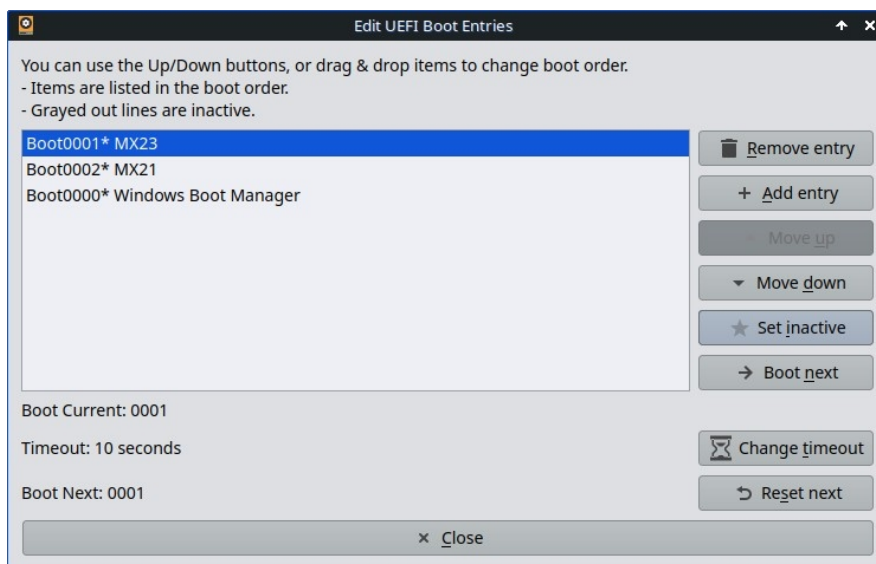 Edit UEFI Boot Entries
You can use the Up/Down buttons, or drag & drop items to change boot order.
- Items are listed in the boot order.
- Grayed out lines are inactive.
Boot0001* MX23
Boot0002* MX21
Boot0000* Windows Boot Manager
Remove entry
+ Add entry
Move up
Move down
Set inactive
Boot next
Boot Current: 0001
Timeout: 10 seconds
Change timeout
Boot Next: 0001
Reset next
Close